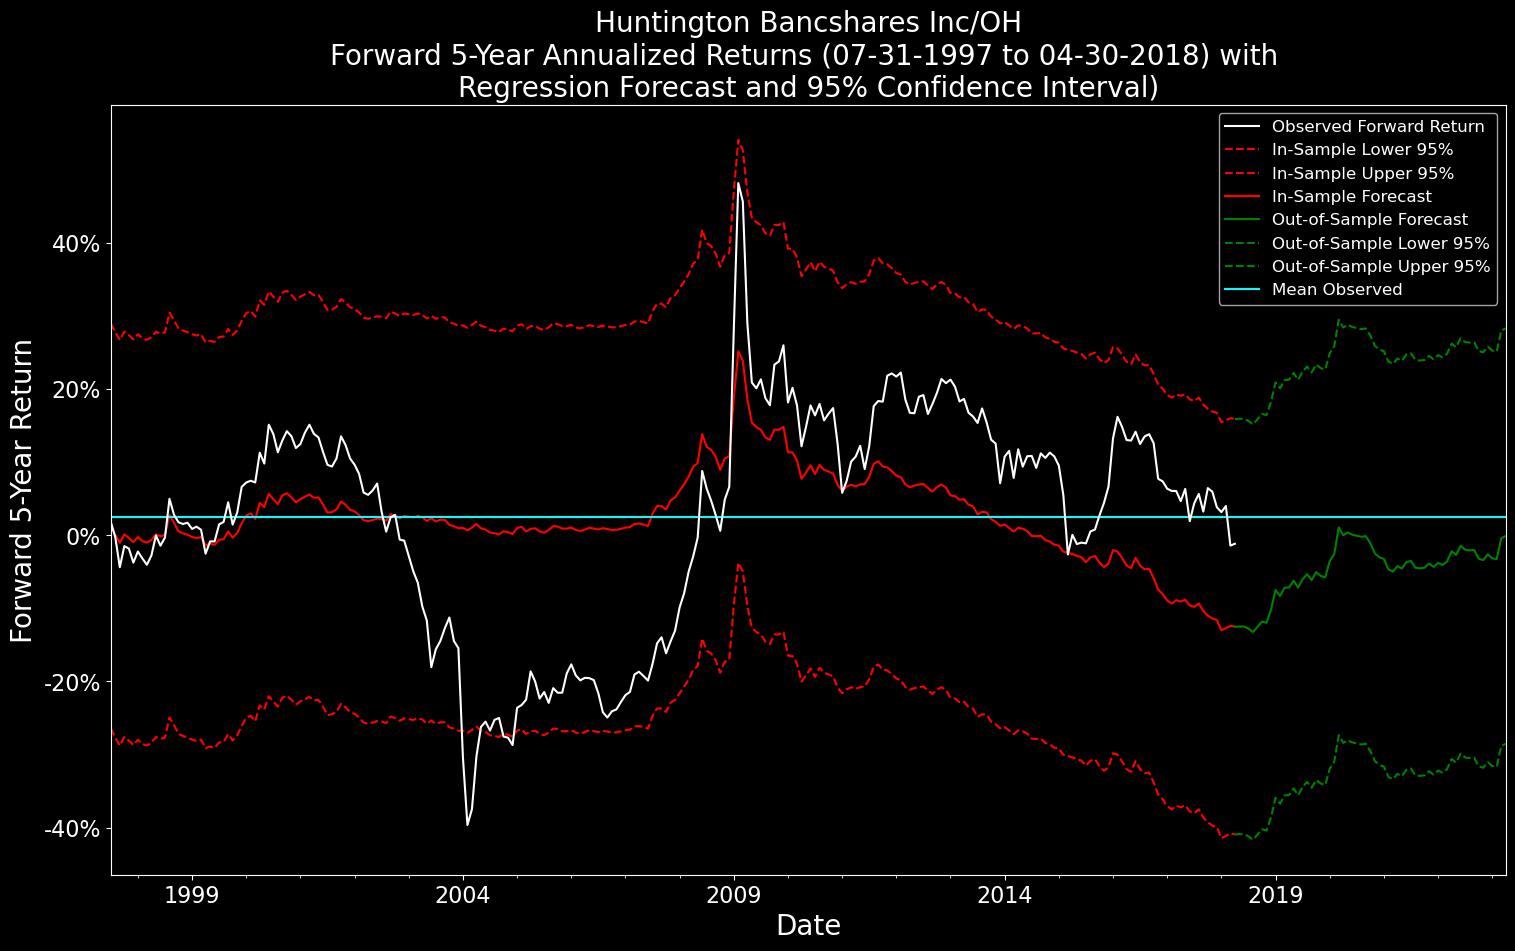 Huntington Bancshares Inc/OH
Forward 5-Year Annualized Returns (07-31-1997 to 04-30-2018) with
Regression Forecast and 95% Confidence Interval)
Observed Forward Return
In-Sample Lower 95%
In-Sample Upper 95%
In-Sample Forecast
Out-of-Sample Forecast
Out-of-Sample Lower 95%
Out-of-Sample Upper 95%
Mean Observed
Forward 5-Year Return
40%
20%
0%
-20%
-40%
1999 2004 2009 2014 2019
Date